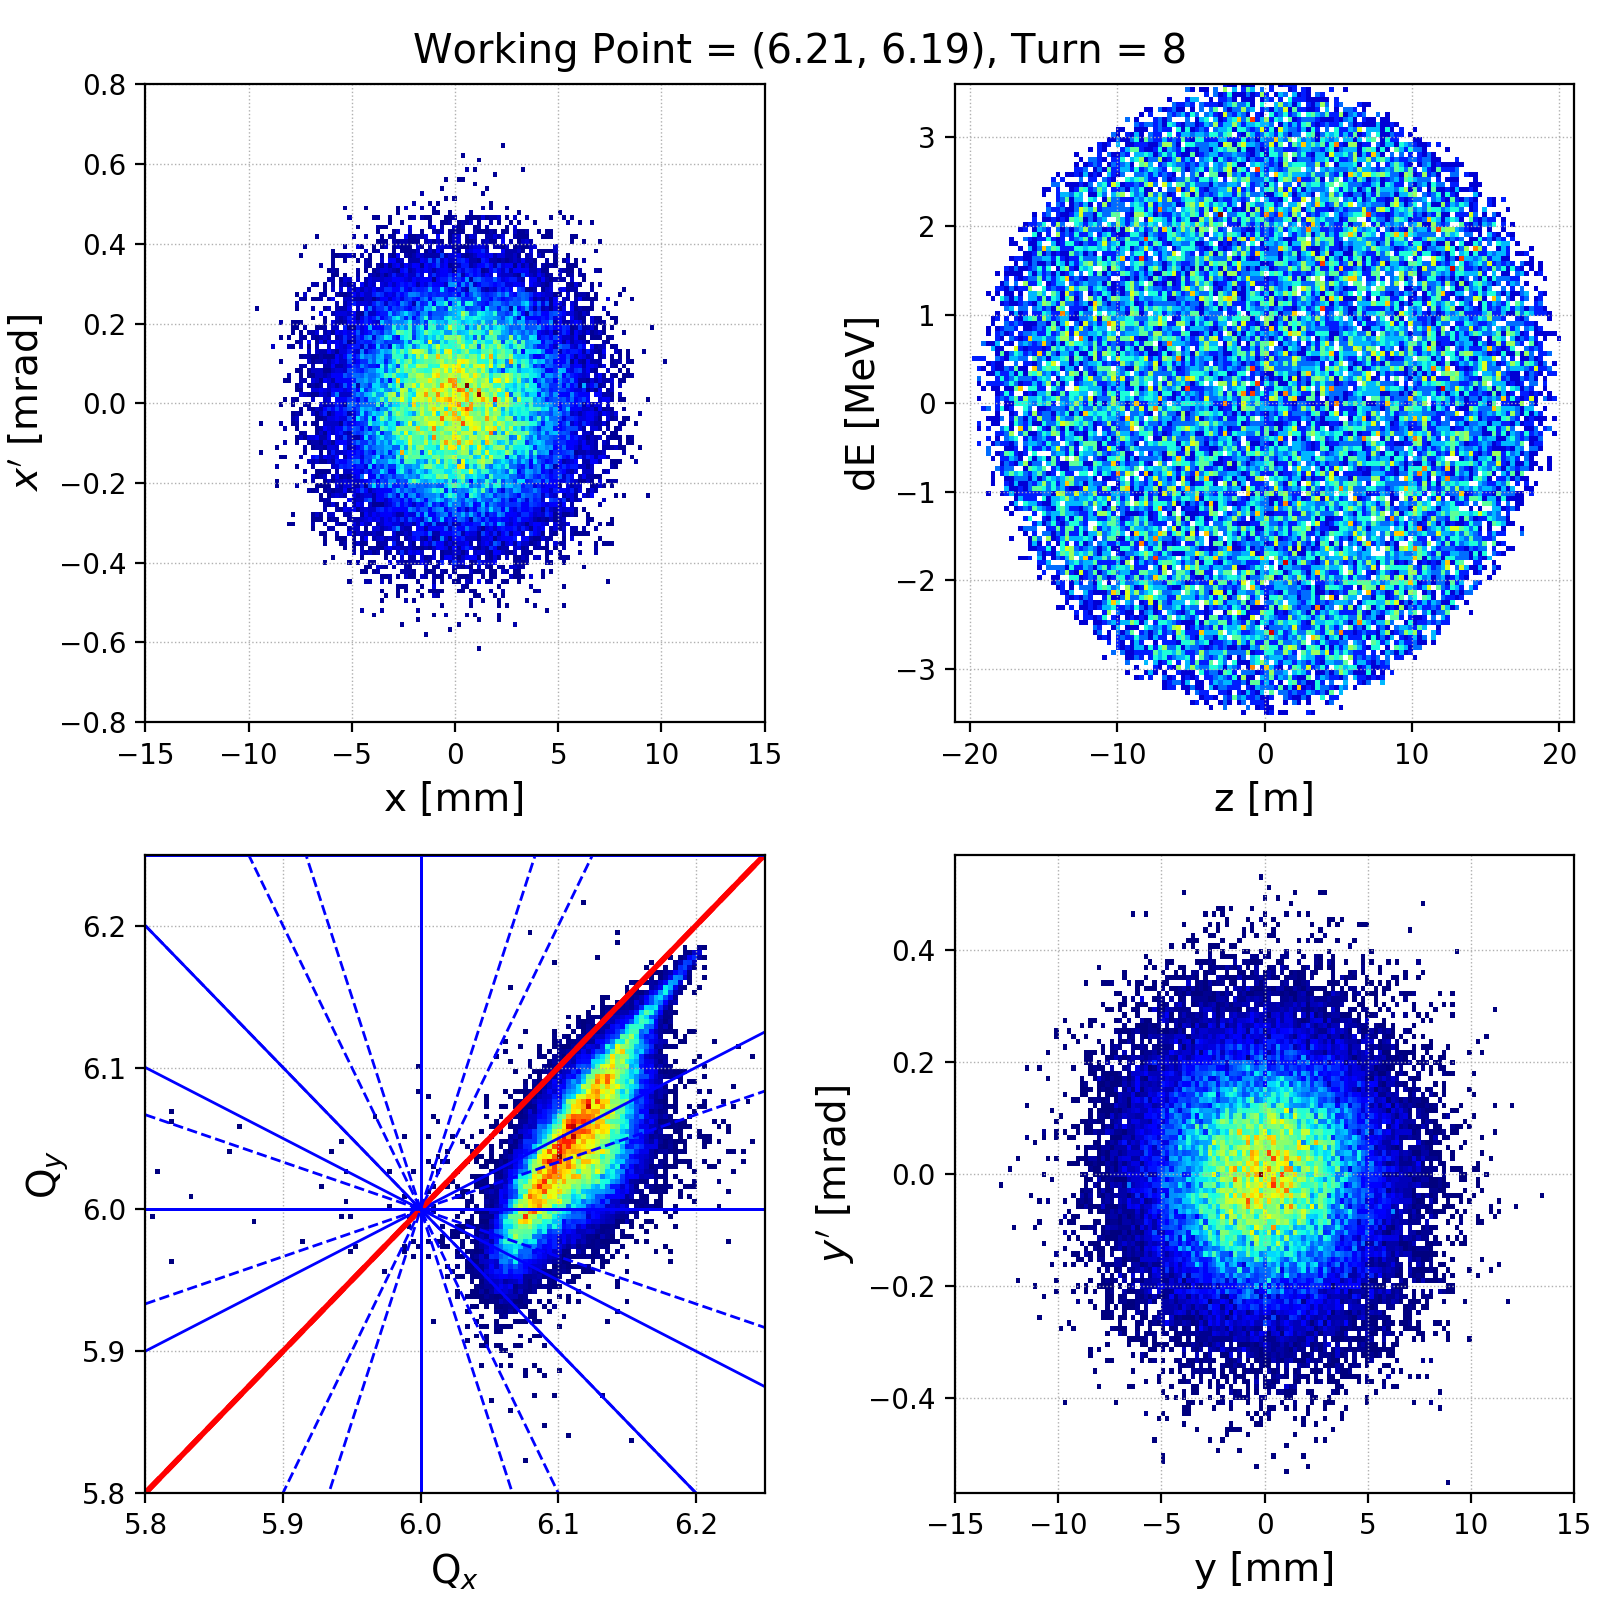 Working Point = (6.21, 6.19), Turn = 8
0.8
0.6
0.4
0.2
0.0
−0.2
−0.4
−0.6
−0.8
x′ [mrad]
−15 −10 −5 0 5 10 15
x [mm]
3
2
1
0
−1
−2
−3
dE [MeV]
−20 −10 0 10 20
z [m]
6.2
6.1
6.0
5.9
5.8
Qy
5.8 5.9 6.0 6.1 6.2
Qx
0.4
0.2
0.0
−0.2
−0.4
y′ [mrad]
−15 −10 −5 0 5 10 15
y [mm]